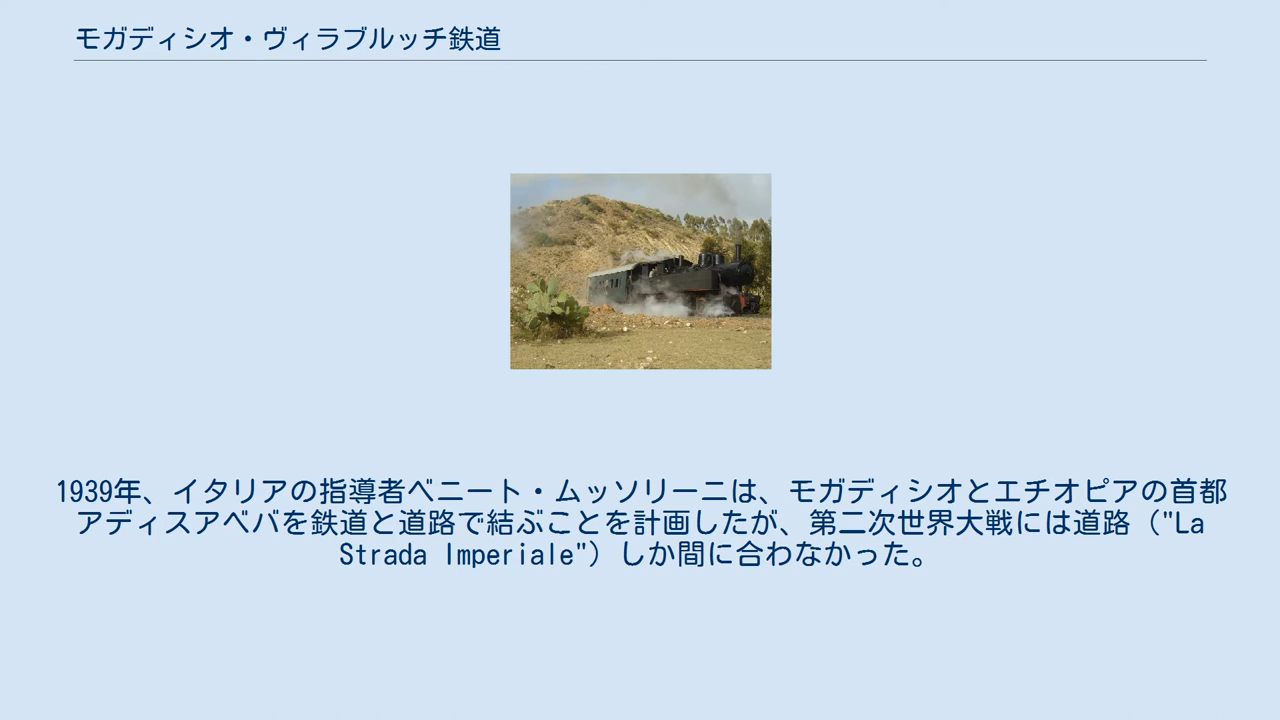 モガディシオ・ヴィラブルッチ鉄道
1939年、イタリアの指導者ベニート・ムッソリーニは、モガディシオとエチオピアの首都
アディスアベバを鉄道と道路で結ぶことを計画したが、第二次世界大戦には道路（"La
Strada Imperiale"）しか間に合わなかった。